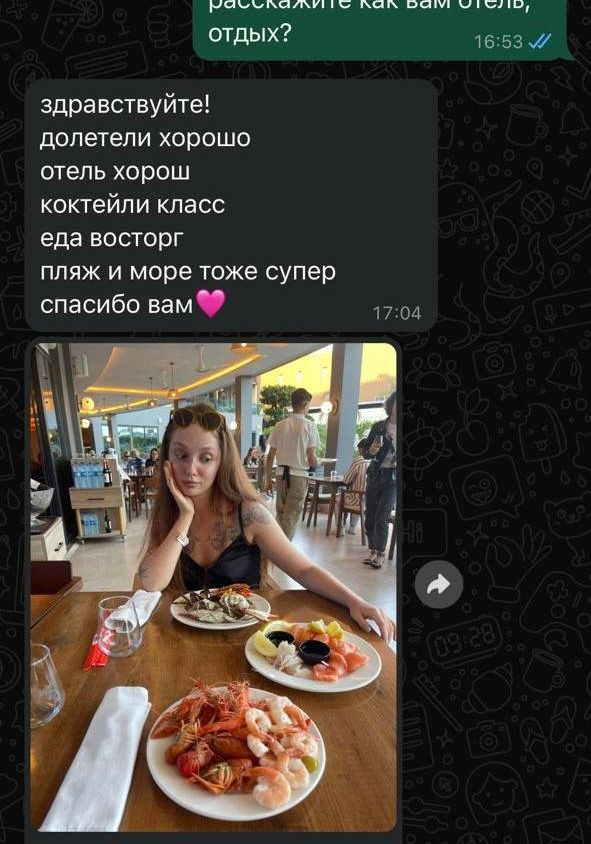 расскажите как вам отель,
отдых?
16:53
здравствуйте!
долетели хорошо
отель хорош
коктейли класс
еда восторг
пляж и море тоже супер
спасибо вам🩷
17:04